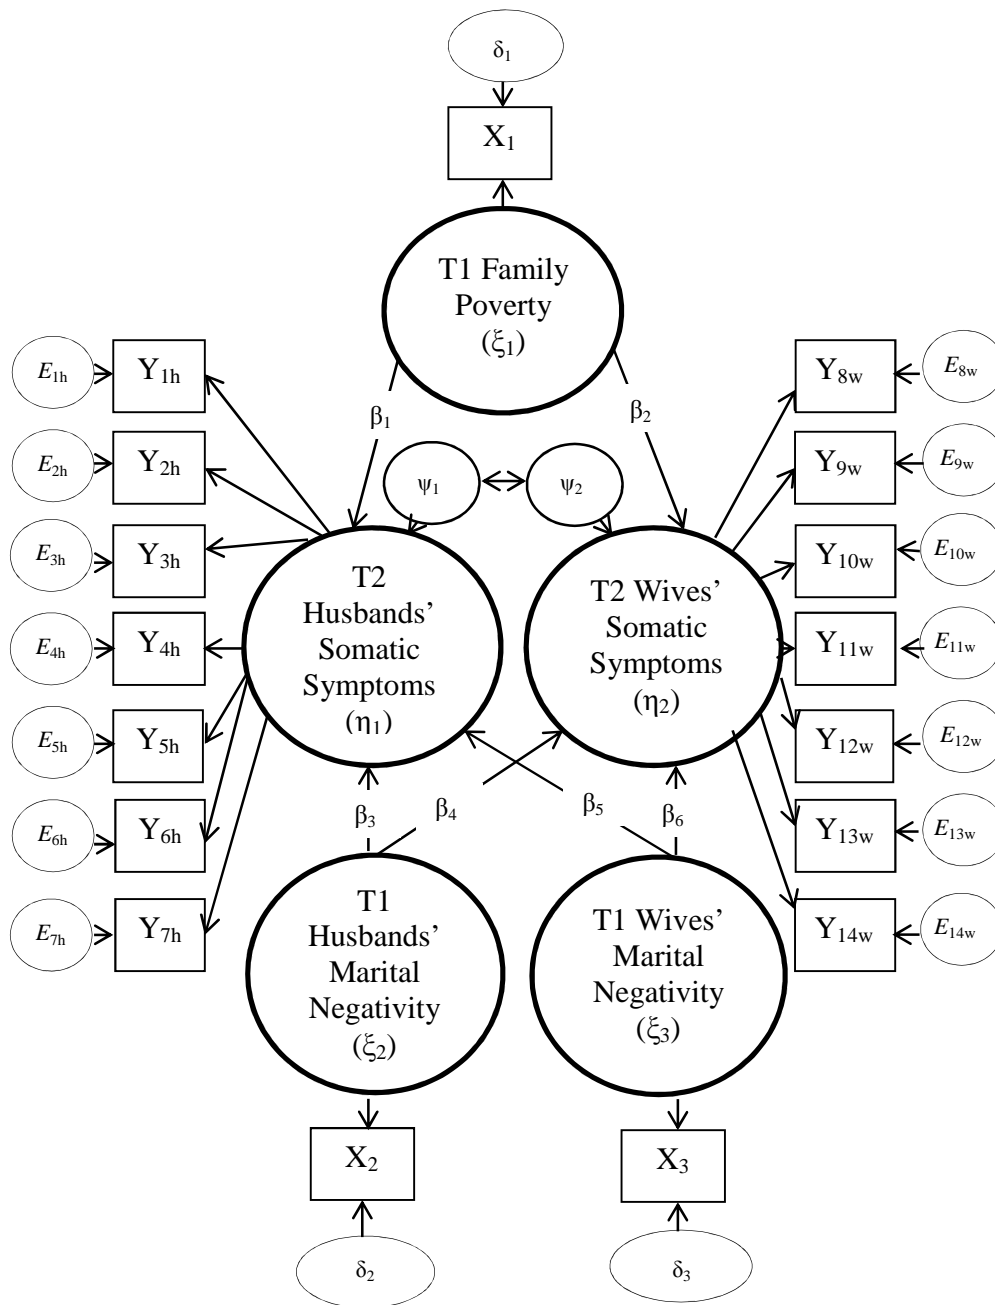 δ1
X1
T1 Family
Poverty
(ξ1)
E1h
Y1h
Y8w
E8w
β1
β2
E2h
Y2h
Y9w
E9w
ψ1
ψ2
E3h
Y3h
Y10w
E10w
T2
Husbands’
Somatic
Symptoms
(η1)
T2 Wives’
Somatic
Symptoms
(η2)
E4h
Y4h
Y11w
E11w
E5h
Y5h
Y12w
E12w
β3
β4
β5
β6
E6h
Y6h
Y13w
E13w
E7h
Y7h
Y14w
E14w
T1
Husbands’
Marital
Negativity
(ξ2)
T1 Wives’
Marital
Negativity
(ξ3)
X2
X3
δ2
δ3